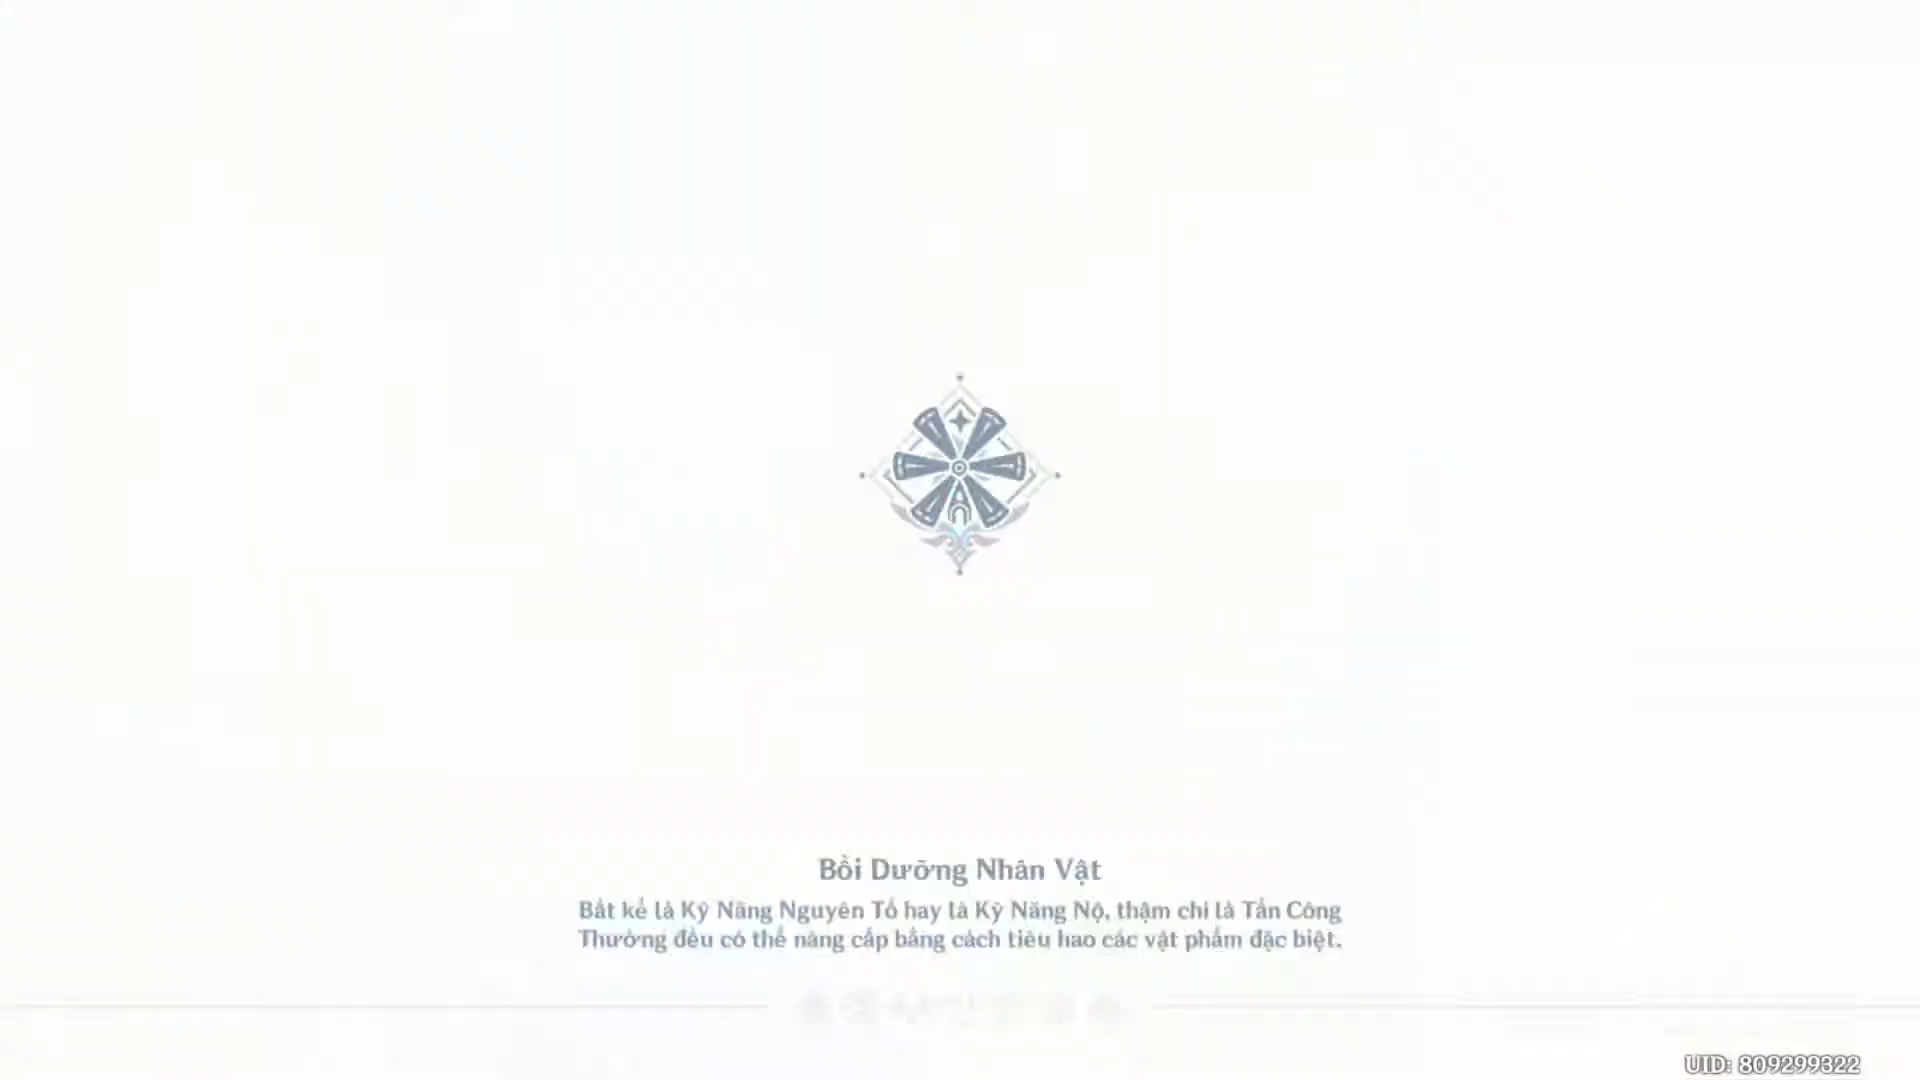 Bồi Dưỡng Nhân Vật
Bất kể là Kỹ Năng Nguyên Tố hay là Kỹ Năng Nộ, thậm chí là Tấn Công
Thường đều có thể nâng cấp bằng cách tiêu hao các vật phẩm đặc biệt.
UID: 809299322